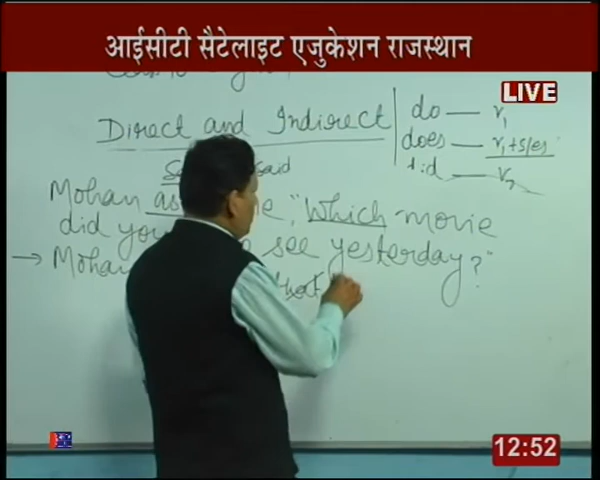 आईसीटी सैटेलाइट एजुकेशन राजस्थान
LIVE
Direct and Indirect
do — V1
does — V1+s/es
did — V2
said
Mohan "Which movie
did you see yesterday?"
→ Mohan
12:52